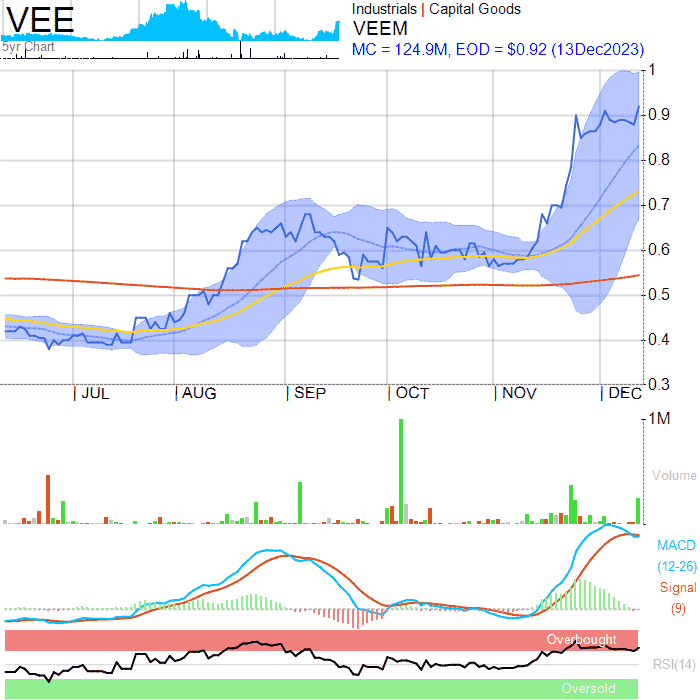 VEE
5yr Chart
Industrials | Capital Goods
VEEM
MC = 124.9M, EOD = $0.92 (13Dec2023)
1
0.9
0.8
0.7
0.6
0.5
0.4
0.3
JUL AUG SEP OCT NOV DEC
1M
Volume
MACD
(12-26)
Signal
(9)
Overbought
RSI(14)
Oversold